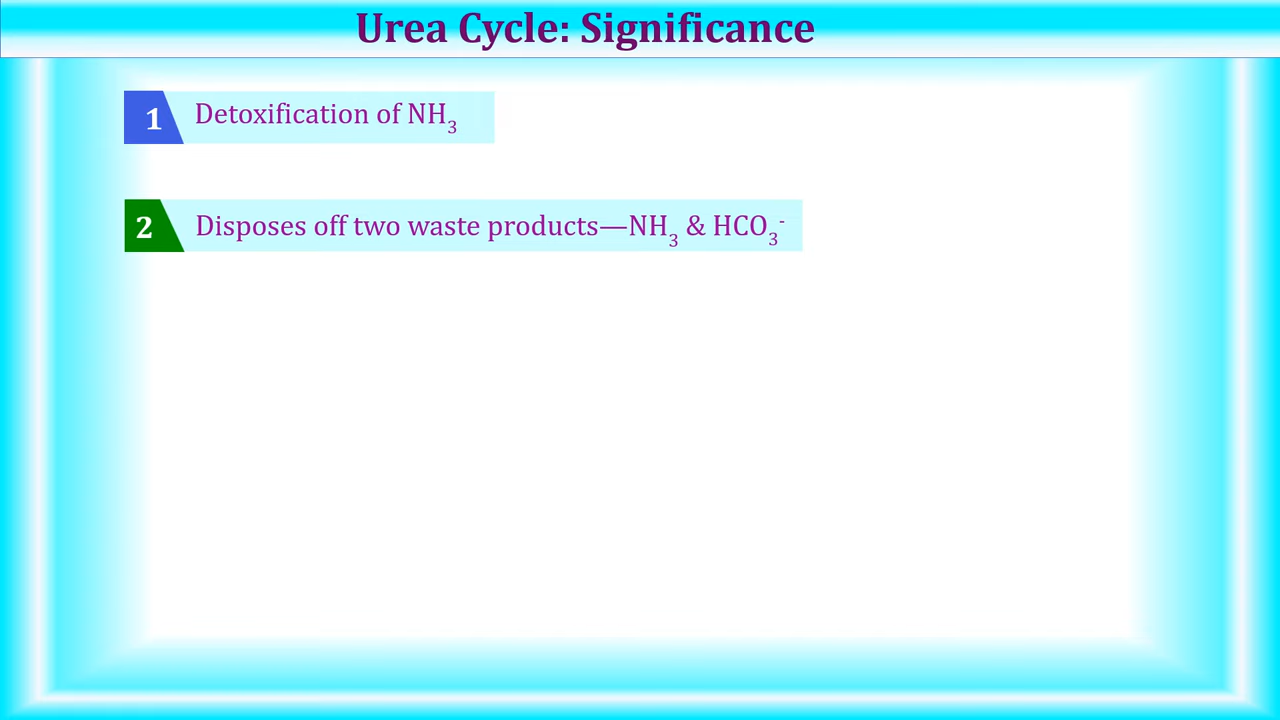 Urea Cycle: Significance
1 Detoxification of NH₃
2 Disposes off two waste products—NH₃ & HCO₃⁻